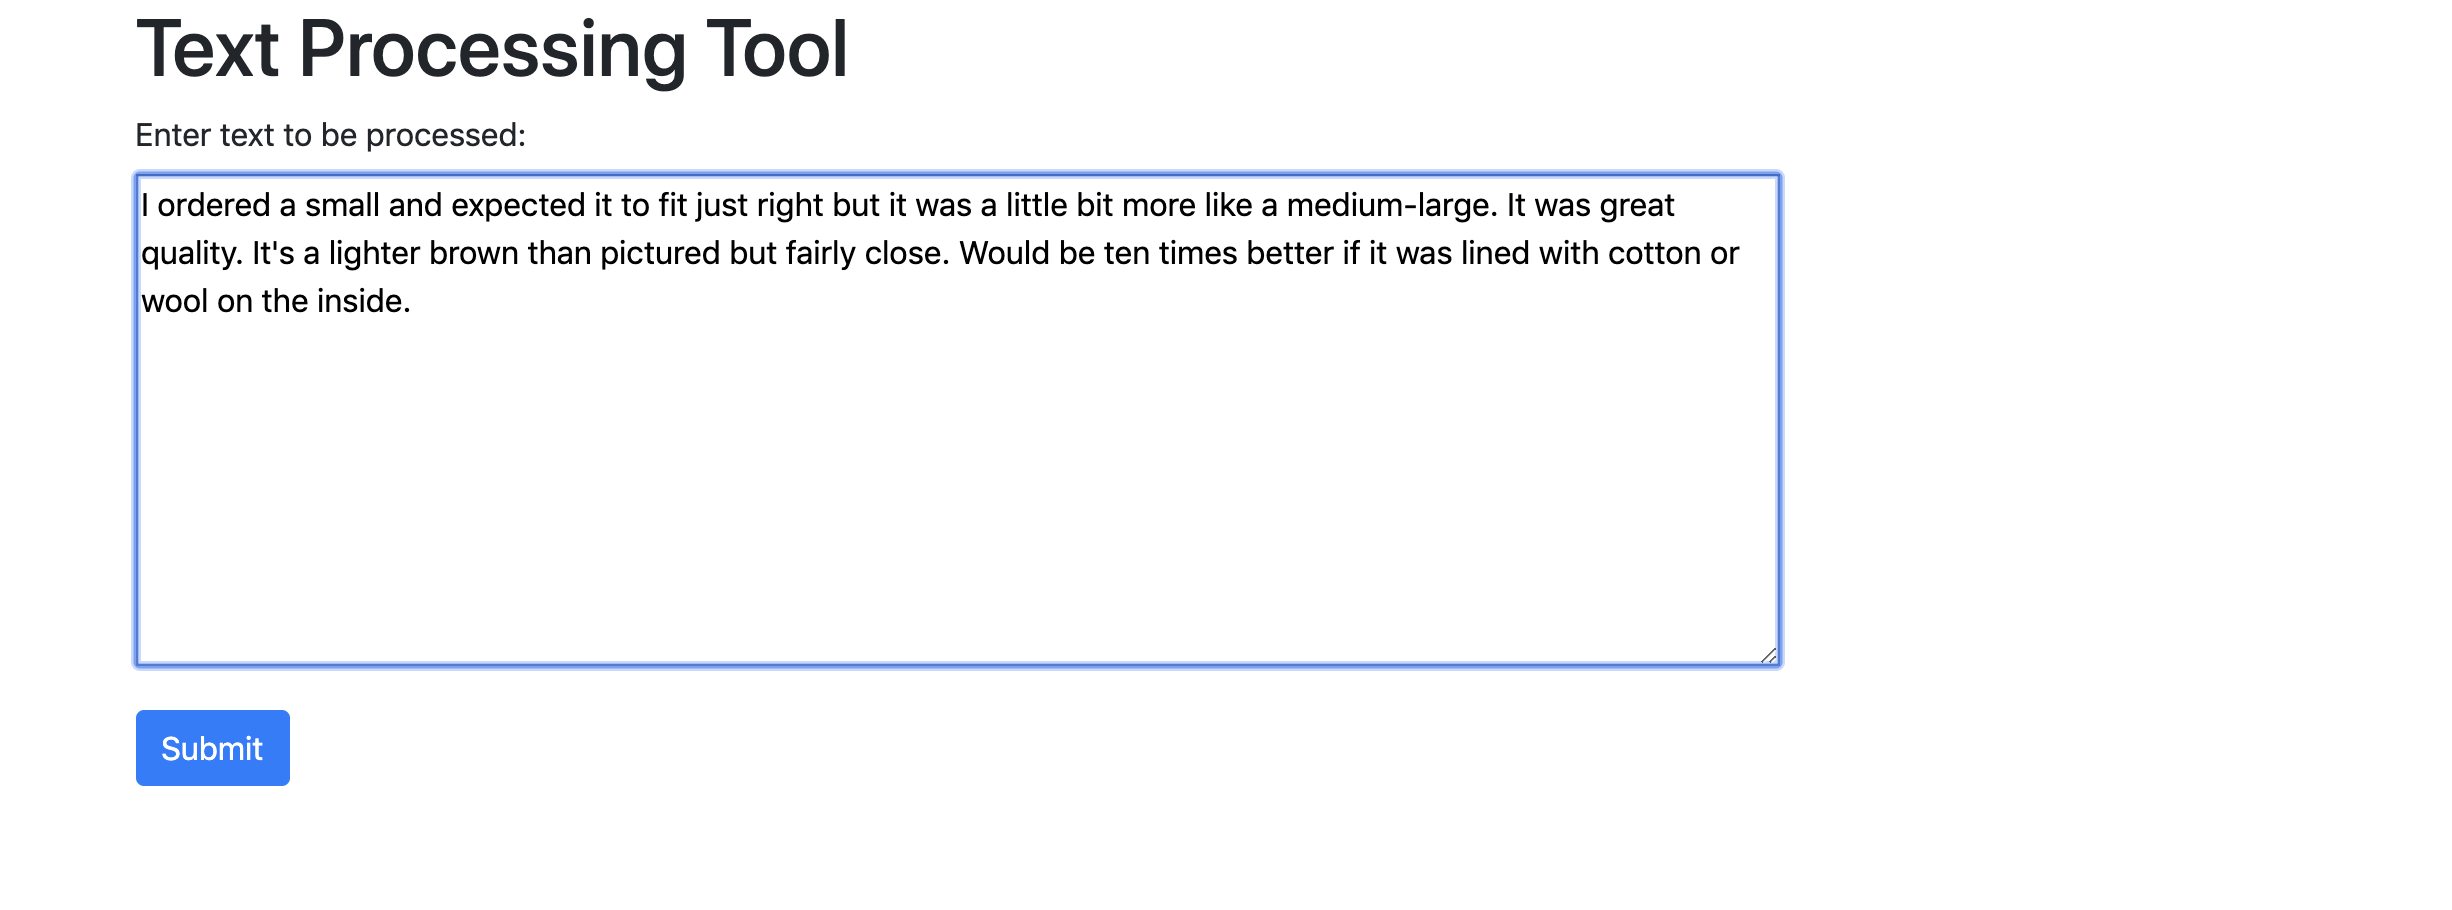 Text Processing Tool
Enter text to be processed:
I ordered a small and expected it to fit just right but it was a little bit more like a medium-large. It was great
quality. It's a lighter brown than pictured but fairly close. Would be ten times better if it was lined with cotton or
wool on the inside.
Submit